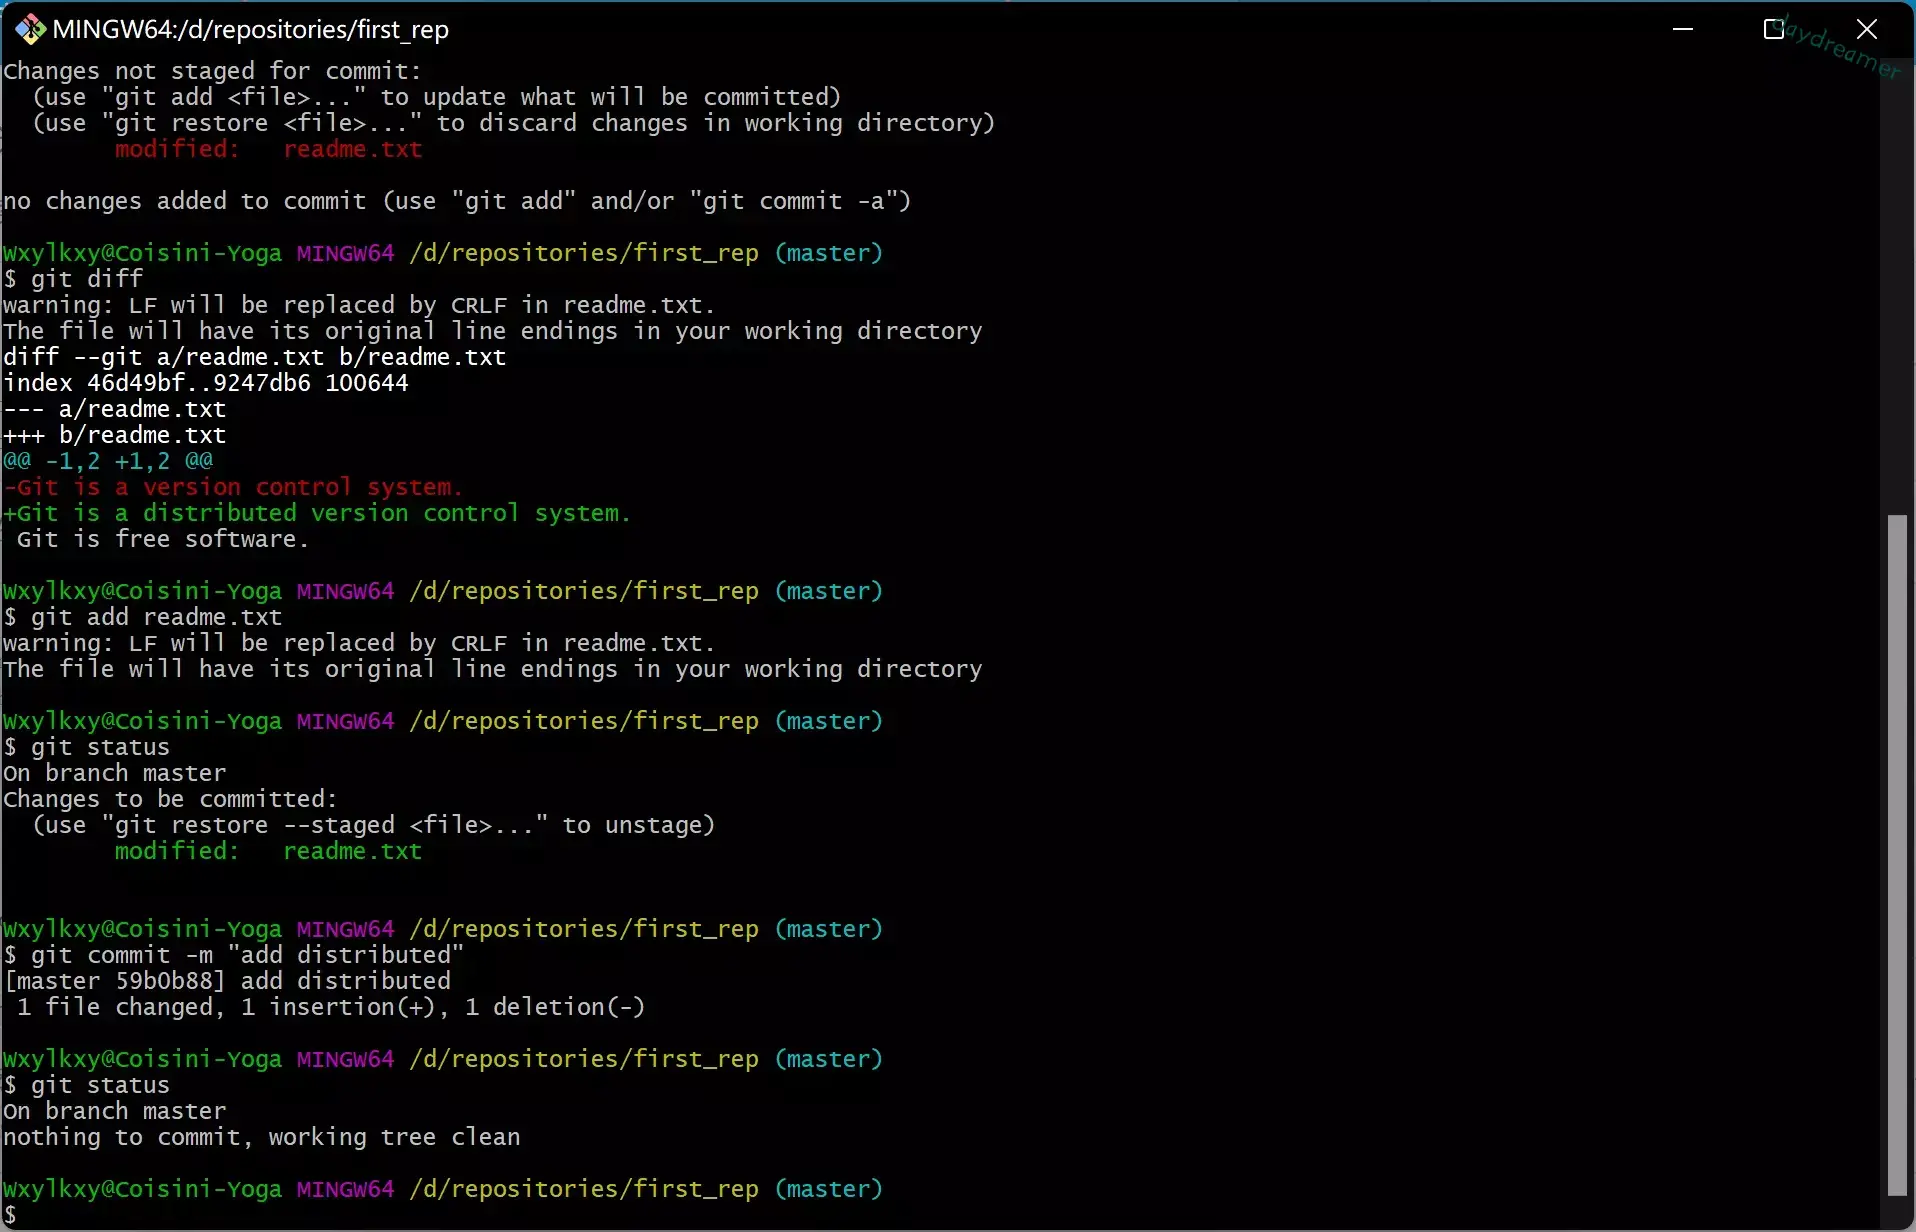 MINGW64:/d/repositories/first_rep
daydreamer
Changes not staged for commit:
  (use "git add <file>..." to update what will be committed)
  (use "git restore <file>..." to discard changes in working directory)
        modified:   readme.txt

no changes added to commit (use "git add" and/or "git commit -a")

Wxylkxy@Coisini-Yoga MINGW64 /d/repositories/first_rep (master)
$ git diff
warning: LF will be replaced by CRLF in readme.txt.
The file will have its original line endings in your working directory
diff --git a/readme.txt b/readme.txt
index 46d49bf..9247db6 100644
--- a/readme.txt
+++ b/readme.txt
@@ -1,2 +1,2 @@
-Git is a version control system.
+Git is a distributed version control system.
 Git is free software.

Wxylkxy@Coisini-Yoga MINGW64 /d/repositories/first_rep (master)
$ git add readme.txt
warning: LF will be replaced by CRLF in readme.txt.
The file will have its original line endings in your working directory

Wxylkxy@Coisini-Yoga MINGW64 /d/repositories/first_rep (master)
$ git status
On branch master
Changes to be committed:
  (use "git restore --staged <file>..." to unstage)
        modified:   readme.txt


Wxylkxy@Coisini-Yoga MINGW64 /d/repositories/first_rep (master)
$ git commit -m "add distributed"
[master 59b0b88] add distributed
 1 file changed, 1 insertion(+), 1 deletion(-)

Wxylkxy@Coisini-Yoga MINGW64 /d/repositories/first_rep (master)
$ git status
On branch master
nothing to commit, working tree clean

Wxylkxy@Coisini-Yoga MINGW64 /d/repositories/first_rep (master)
$